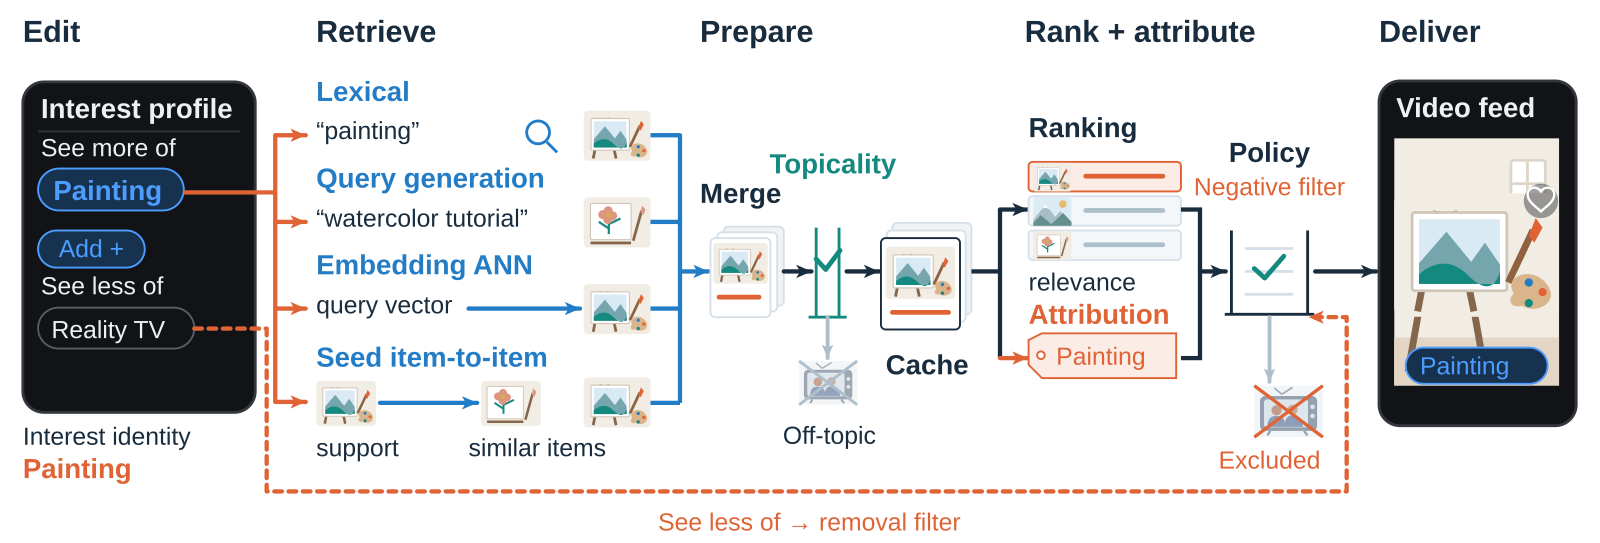 Edit
Retrieve
Prepare
Rank + attribute
Deliver
Interest profile
See more of
Painting
Add +
See less of
Reality TV
Interest identity
Painting
Lexical
“painting”
Query generation
“watercolor tutorial”
Embedding ANN
query vector
Seed item-to-item
support
similar items
Merge
Topicality
Off-topic
Cache
Ranking
relevance
Attribution
Painting
Policy
Negative filter
Excluded
Video feed
Painting
See less of → removal filter